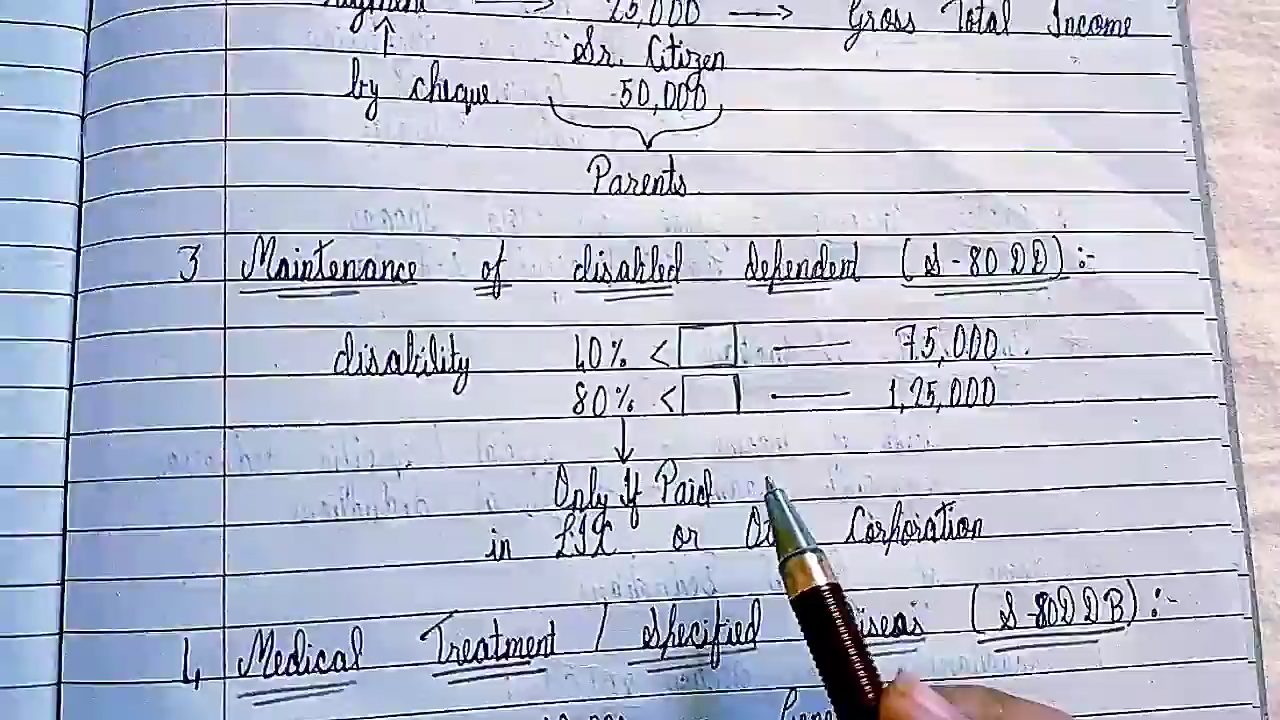 25,000 → Gross Total Income
Sr. Citizen
by cheque 50,000
Parents
3 Maintenance of disabled dependent (S-80DD):-
disability 40% < — 75,000
80% < — 1,25,000
Only If Paid
in LIC or Corporation
4 Medical Treatment / Specified (S-80DDB):-